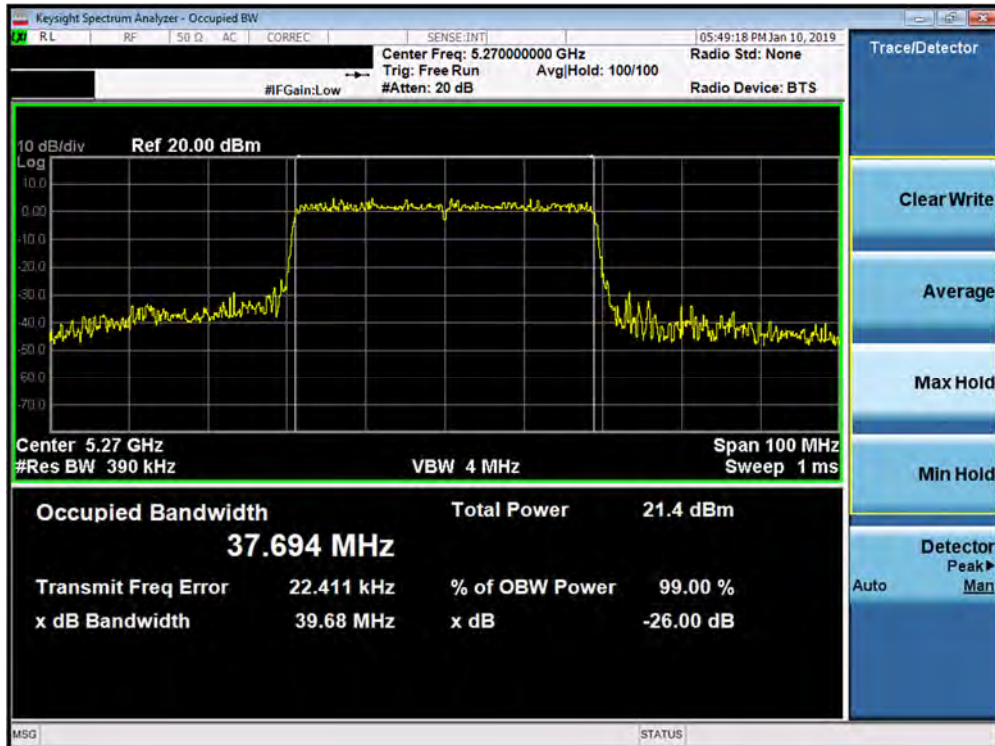 Keysight Spectrum Analyzer - Occupied BW
LXI RL RF 50 Ω AC CORREC SENSE:INT 05:49:18 PM Jan 10, 2019
Center Freq: 5.270000000 GHz Radio Std: None
Trig: Free Run Avg|Hold: 100/100
#IFGain:Low #Atten: 20 dB Radio Device: BTS
10 dB/div Ref 20.00 dBm
Log
10.0
0.00
-10.0
-20.0
-30.0
-40.0
-50.0
-60.0
-70.0
Center 5.27 GHz Span 100 MHz
#Res BW 390 kHz VBW 4 MHz Sweep 1 ms
Occupied Bandwidth Total Power 21.4 dBm
37.694 MHz
Transmit Freq Error 22.411 kHz % of OBW Power 99.00 %
x dB Bandwidth 39.68 MHz x dB -26.00 dB
MSG STATUS
Trace/Detector
Clear Write
Average
Max Hold
Min Hold
Detector
Peak▶
Auto Man